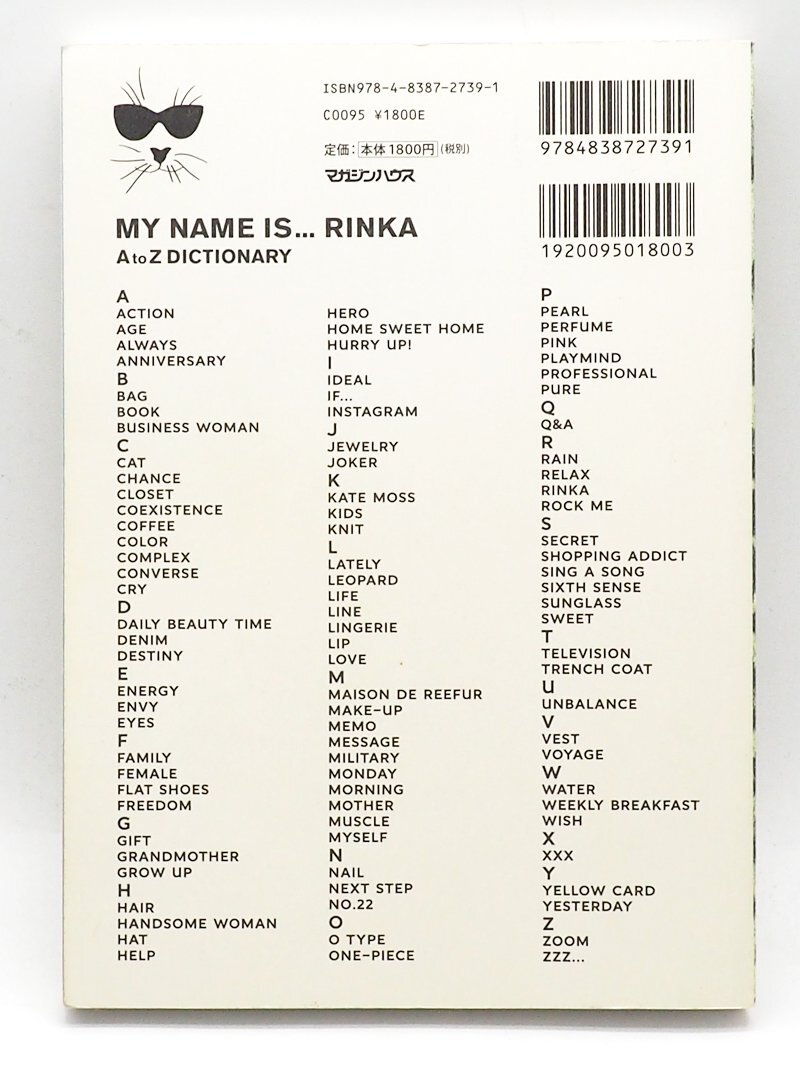 ISBN978-4-8387-2739-1
C0095 ¥1800E
定価：本体1800円(税別)
マガジンハウス
9784838727391
1920095018003
MY NAME IS... RINKA
A to Z DICTIONARY
A
ACTION
AGE
ALWAYS
ANNIVERSARY
B
BAG
BOOK
BUSINESS WOMAN
C
CAT
CHANCE
CLOSET
COEXISTENCE
COFFEE
COLOR
COMPLEX
CONVERSE
CRY
D
DAILY BEAUTY TIME
DENIM
DESTINY
E
ENERGY
ENVY
EYES
F
FAMILY
FEMALE
FLAT SHOES
FREEDOM
G
GIFT
GRANDMOTHER
GROW UP
H
HAIR
HANDSOME WOMAN
HAT
HELP
HERO
HOME SWEET HOME
HURRY UP!
I
IDEAL
IF...
INSTAGRAM
J
JEWELRY
JOKER
K
KATE MOSS
KIDS
KNIT
L
LATELY
LEOPARD
LIFE
LINE
LINGERIE
LIP
LOVE
M
MAISON DE REEFUR
MAKE-UP
MEMO
MESSAGE
MILITARY
MONDAY
MORNING
MOTHER
MUSCLE
MYSELF
N
NAIL
NEXT STEP
NO.22
O
O TYPE
ONE-PIECE
P
PEARL
PERFUME
PINK
PLAYMIND
PROFESSIONAL
PURE
Q
Q&A
R
RAIN
RELAX
RINKA
ROCK ME
S
SECRET
SHOPPING ADDICT
SING A SONG
SIXTH SENSE
SUNGLASS
SWEET
T
TELEVISION
TRENCH COAT
U
UNBALANCE
V
VEST
VOYAGE
W
WATER
WEEKLY BREAKFAST
WISH
X
XXX
Y
YELLOW CARD
YESTERDAY
Z
ZOOM
ZZZ...